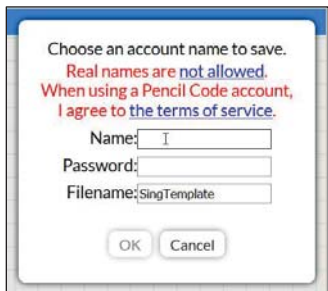 Choose an account name to save.
Real names are not allowed.
When using a Pencil Code account,
I agree to the terms of service.
Name:
Password:
Filename: SingTemplate
OK Cancel